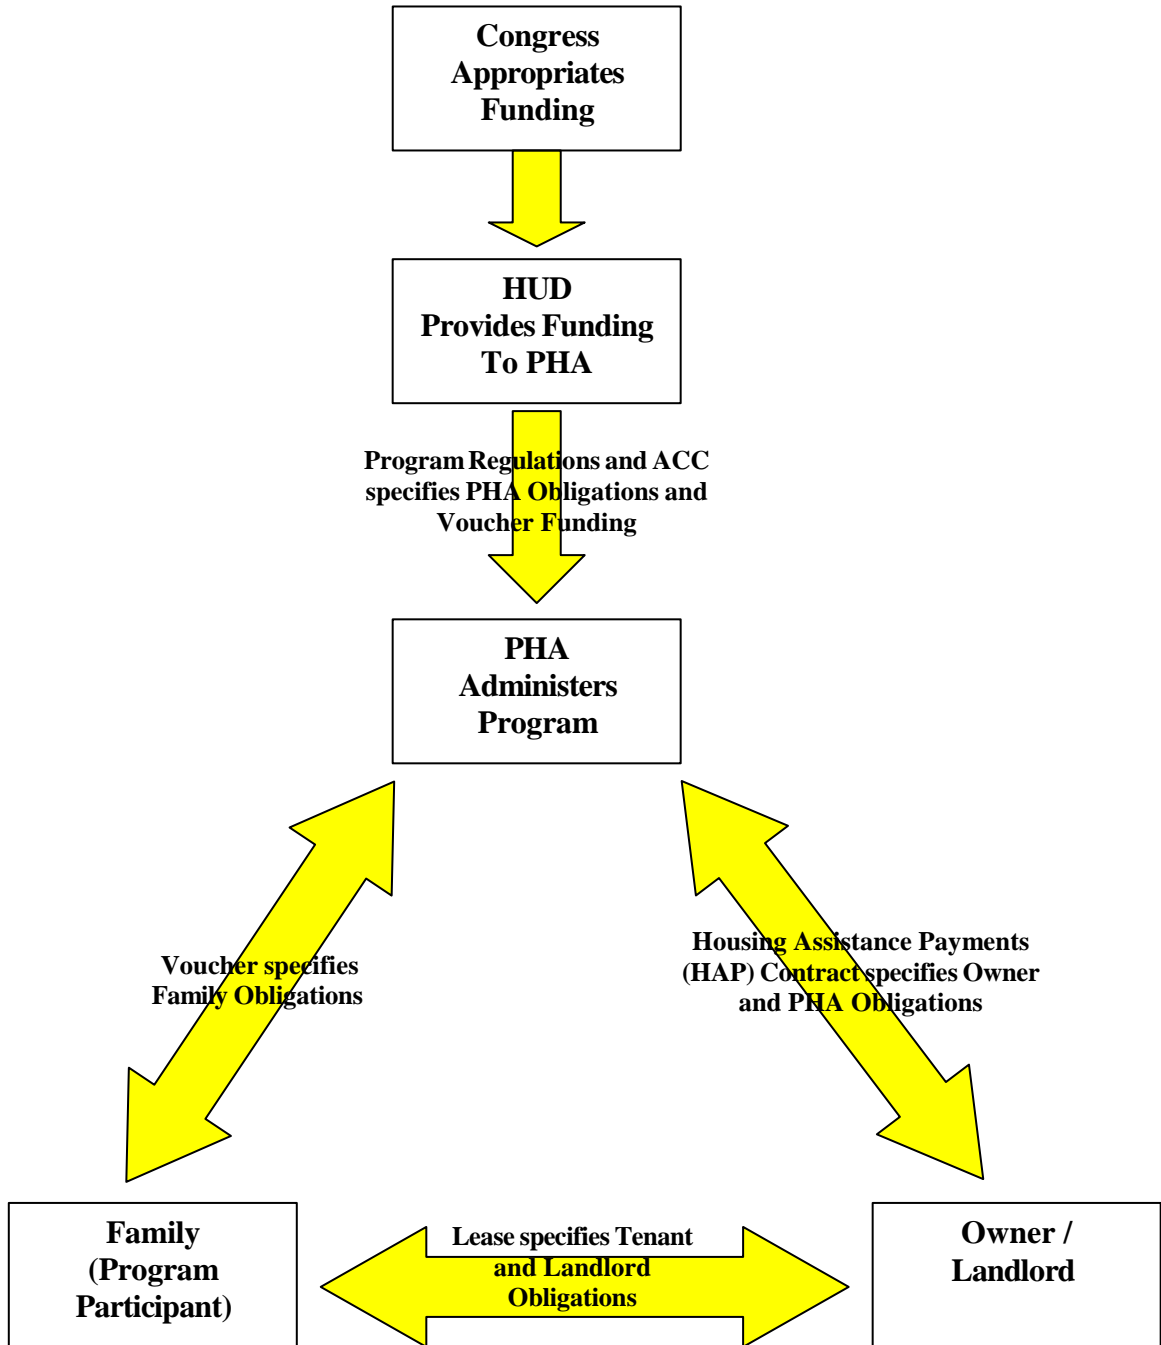 Congress
Appropriates
Funding
HUD
Provides Funding
To PHA
Program Regulations and ACC
specifies PHA Obligations and
Voucher Funding
PHA
Administers
Program
Voucher specifies
Family Obligations
Housing Assistance Payments
(HAP) Contract specifies Owner
and PHA Obligations
Family
(Program
Participant)
Lease specifies Tenant
and Landlord
Obligations
Owner /
Landlord